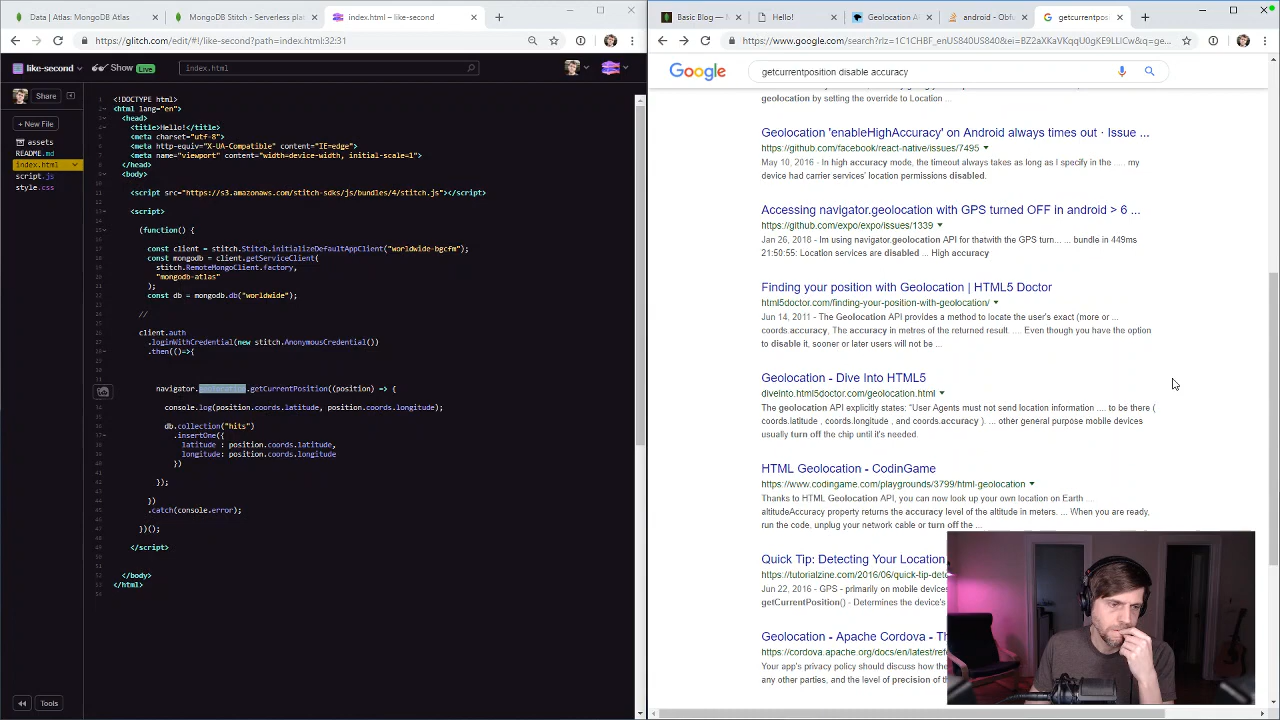 Data | Atlas: MongoDB Atlas
MongoDB Stitch - Serverless pla
index.html – like-second
https://glitch.com/edit/#!/like-second?path=index.html:32:31
like-second
Show
Live
index.html
Share
+ New File
assets
README.md
index.html
script.js
style.css
<!DOCTYPE html>
<html lang="en">
<head>
<title>Hello!</title>
<meta charset="utf-8">
<meta http-equiv="X-UA-Compatible" content="IE=edge">
<meta name="viewport" content="width=device-width, initial-scale=1">
</head>
<body>
<script src="https://s3.amazonaws.com/stitch-sdks/js/bundles/4/stitch.js"></script>
<script>
(function() {
const client = stitch.Stitch.initializeDefaultAppClient("worldwide-bgcfm");
const mongodb = client.getServiceClient(
stitch.RemoteMongoClient.factory,
"mongodb-atlas"
);
const db = mongodb.db("worldwide");
//
client.auth
.loginWithCredential(new stitch.AnonymousCredential())
.then(()=>{
navigator.geolocation.getCurrentPosition((position) => {
console.log(position.coords.latitude, position.coords.longitude);
db.collection("hits")
.insertOne({
latitude: position.coords.latitude,
longitude: position.coords.longitude
})
});
})
.catch(console.error);
})();
</script>
</body>
</html>
Tools
Basic Blog —
Hello!
Geolocation A
android - Obf
getcurrentpos
https://www.google.com/search?rlz=1C1CHBF_enUS840US840&ei=BZ2aXKaVKqqU0gKE9LLICw&q=ge...
Google
getcurrentposition disable accuracy
geolocation by setting the override to Location ...
Geolocation 'enableHighAccuracy' on Android always times out · Issue ...
https://github.com/facebook/react-native/issues/7495
May 10, 2016 - In high accuracy mode, the timeout always takes as long as I specify in the .... my
device had carrier services' location permissions disabled.
Accessing navigator.geolocation with GPS turned OFF in android > 6 ...
https://github.com/expo/expo/issues/1339
Jan 26, 2018 - Im using navigator.geolocation API for thatwith the GPS turn... ... bundle in 449ms
21:50:55: Location services are disabled ... High accuracy
Finding your position with Geolocation | HTML5 Doctor
html5doctor.com/finding-your-position-with-geolocation/
Jun 14, 2011 - The Geolocation API provides a method to locate the user's exact (more or ...
coords.accuracy, The accuracy in metres of the returned result. ... Even though you have the option
to disable it, sooner or later users will not be ...
Geolocation - Dive Into HTML5
diveinto.html5doctor.com/geolocation.html
The geolocation API explicitly states: “User Agents must not send location information .... to be there (
coords.latitude , coords.longitude , and coords.accuracy ). ... other general purpose mobile devices
usually turn off the chip until it's needed.
HTML Geolocation - CodinGame
https://www.codingame.com/playgrounds/3799/html-geolocation
Thanks to HTML Geolocation API, you can now look up your own location on Earth ....
altitudeAccuracy property returns the accuracy level of the altitude in meters. ... When you are ready,
run the code, unplug your network cable or turn off the ...
Quick Tip: Detecting Your Location
https://tutorialzine.com/2016/06/quick-tip-det
Jun 22, 2016 - GPS - primarily on mobile devices
getCurrentPosition() - Determines the device's
Geolocation - Apache Cordova - Th
https://cordova.apache.org/docs/en/latest/ref
Your app's privacy policy should discuss how the
any other parties, and the level of precision of